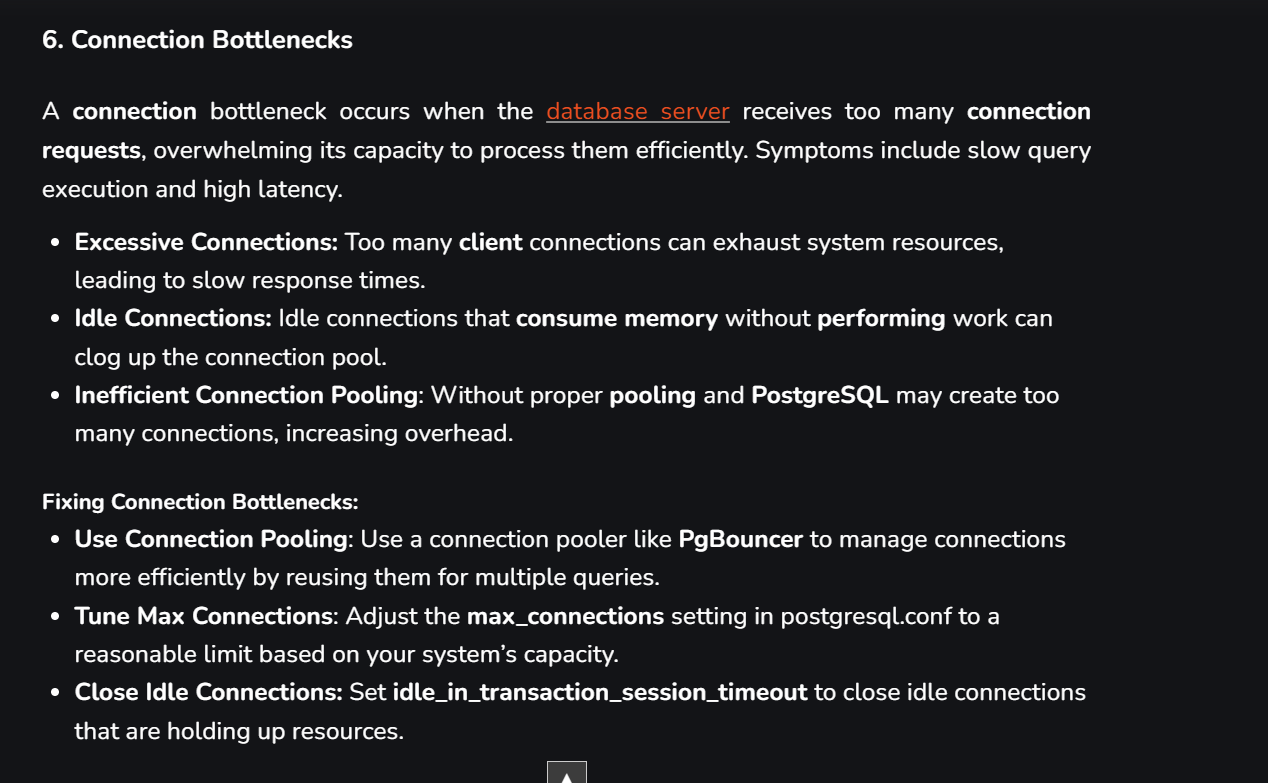 6. Connection Bottlenecks
A connection bottleneck occurs when the database server receives too many connection
requests, overwhelming its capacity to process them efficiently. Symptoms include slow query
execution and high latency.
• Excessive Connections: Too many client connections can exhaust system resources,
leading to slow response times.
• Idle Connections: Idle connections that consume memory without performing work can
clog up the connection pool.
• Inefficient Connection Pooling: Without proper pooling and PostgreSQL may create too
many connections, increasing overhead.
Fixing Connection Bottlenecks:
• Use Connection Pooling: Use a connection pooler like PgBouncer to manage connections
more efficiently by reusing them for multiple queries.
• Tune Max Connections: Adjust the max_connections setting in postgresql.conf to a
reasonable limit based on your system’s capacity.
• Close Idle Connections: Set idle_in_transaction_session_timeout to close idle connections
that are holding up resources.